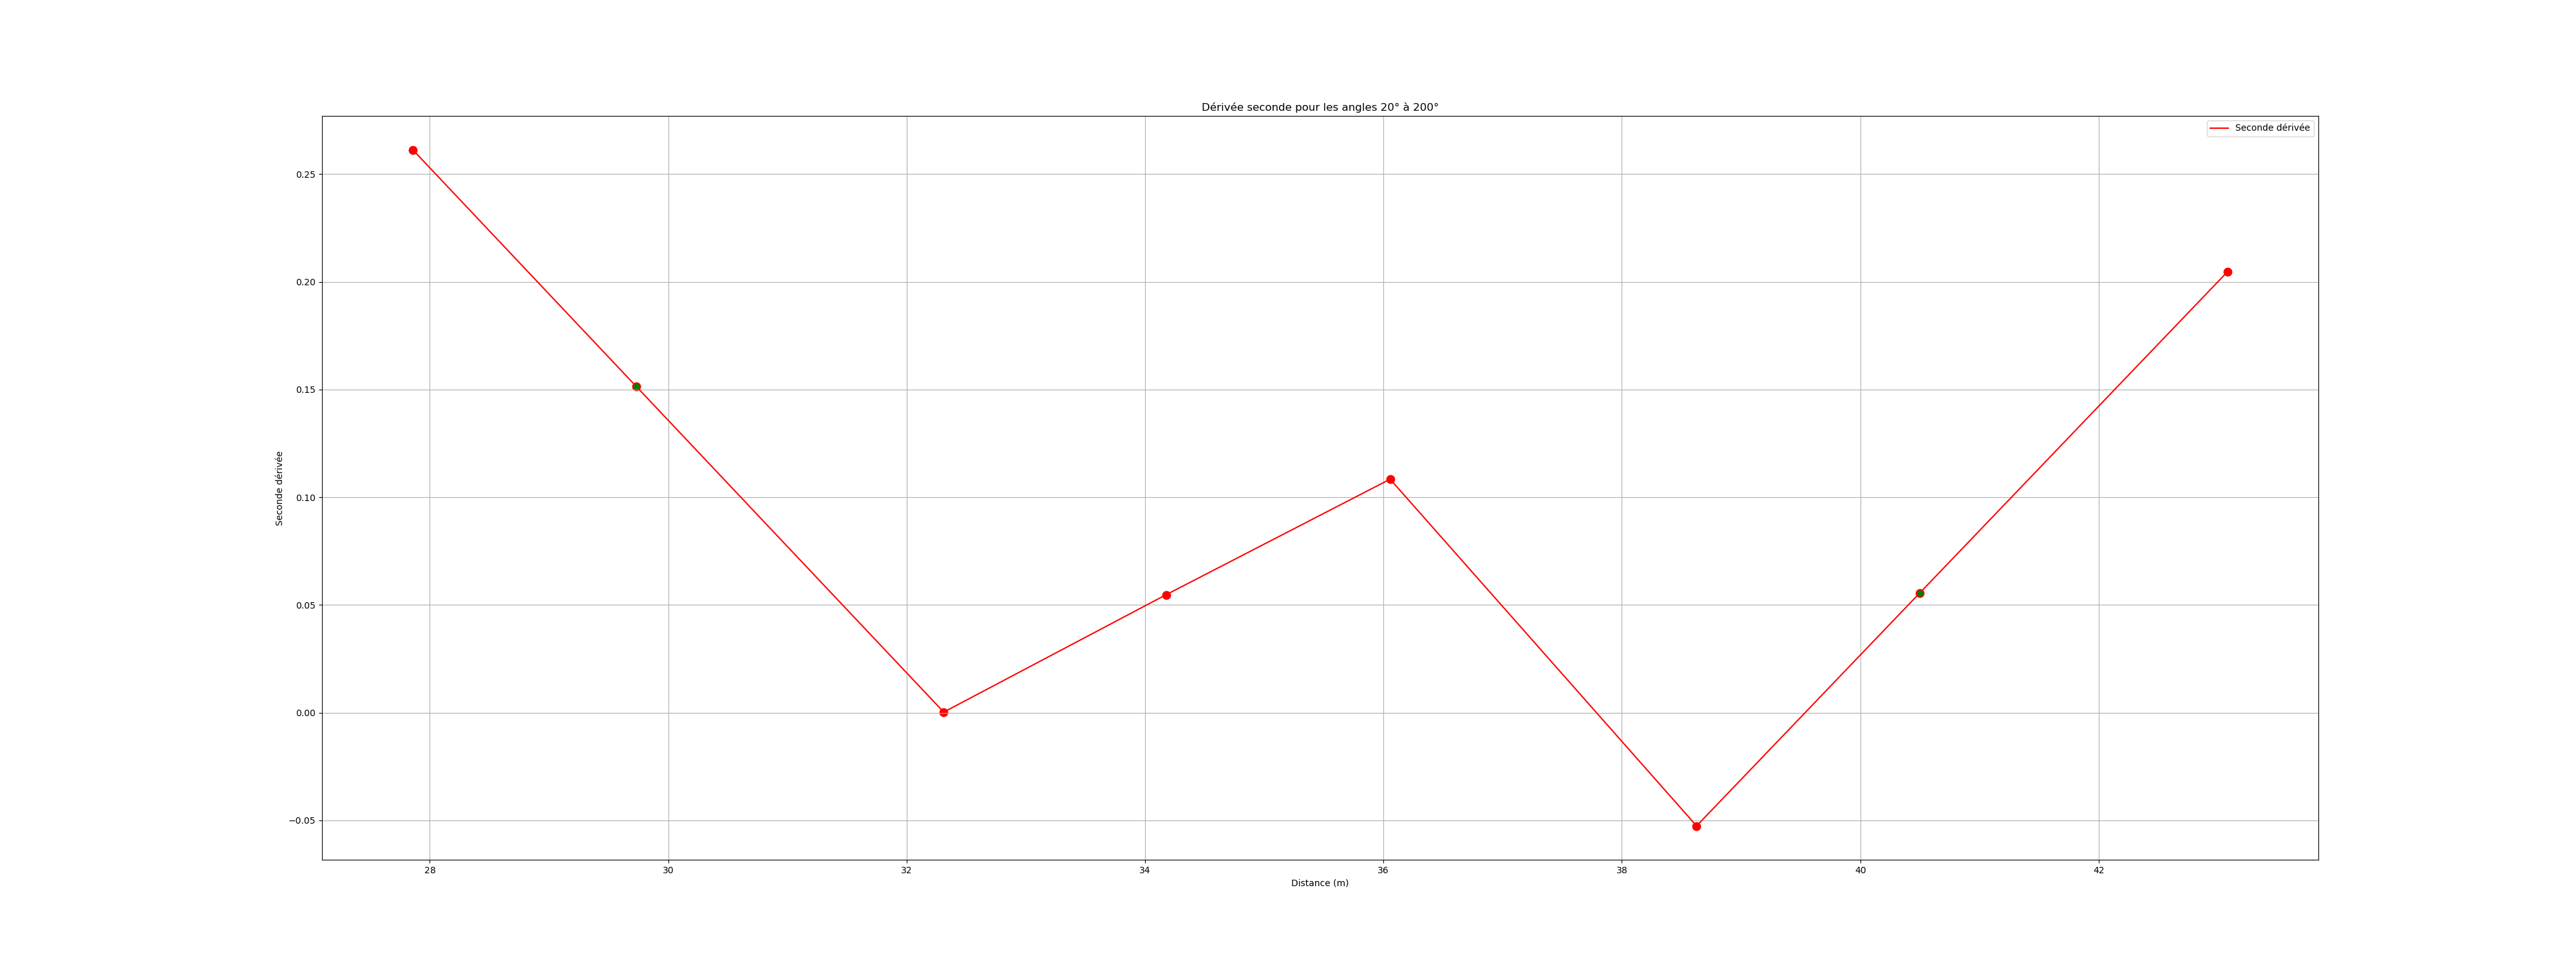 Dérivée seconde pour les angles 20° à 200°
Seconde dérivée
0.25
0.20
0.15
0.10
0.05
0.00
−0.05
Seconde dérivée
28 30 32 34 36 38 40 42
Distance (m)